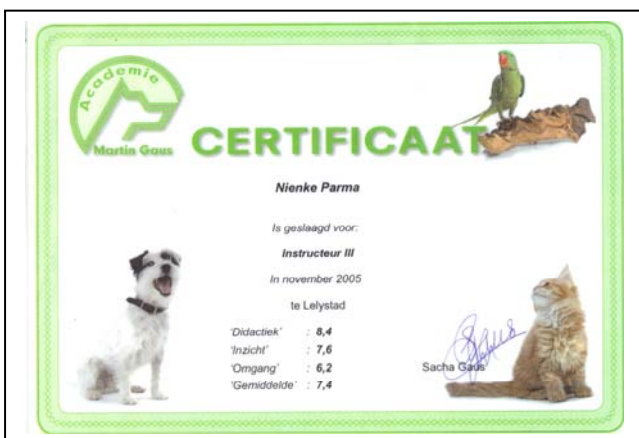 Academie
Martin Gaus
CERTIFICAAT
Nienke Parma
Is geslaagd voor:
Instructeur III
In november 2005
te Lelystad
'Didactiek' : 8,4
'Inzicht' : 7,6
'Omgang' : 6,2
'Gemiddelde' : 7,4
Sacha Gaus